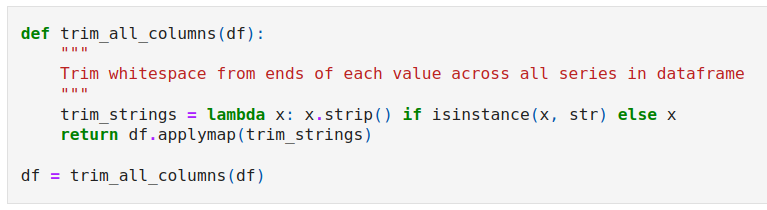 def trim_all_columns(df):
    """
    Trim whitespace from ends of each value across all series in dataframe
    """
    trim_strings = lambda x: x.strip() if isinstance(x, str) else x
    return df.applymap(trim_strings)

df = trim_all_columns(df)